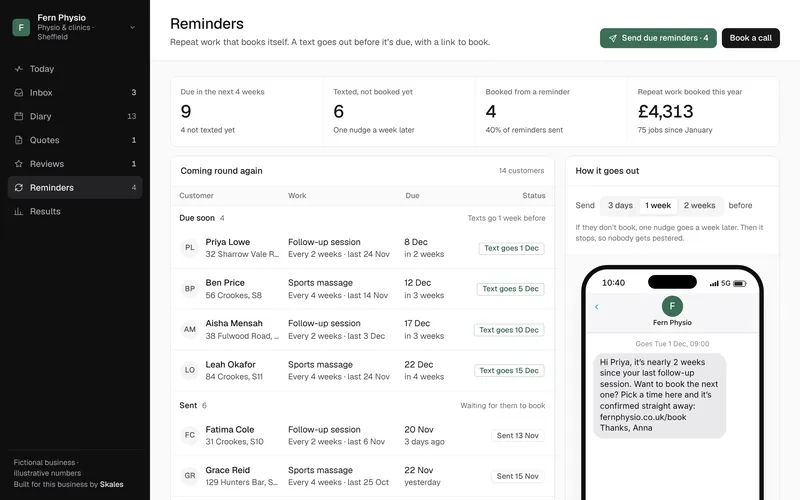 F
Fern Physio
Physio & clinics ·
Sheffield
Today
Inbox 3
Diary 13
Quotes 1
Reviews 1
Reminders 4
Results
Fictional business ·
illustrative numbers
Built for this business by Skales
Reminders
Repeat work that books itself. A text goes out before it's due, with a link to book.
Send due reminders · 4
Book a call
Due in the next 4 weeks
9
4 not texted yet
Texted, not booked yet
6
One nudge a week later
Booked from a reminder
4
40% of reminders sent
Repeat work booked this year
£4,313
75 jobs since January
Coming round again 14 customers
Customer Work Due Status
Due soon 4 Texts go 1 week before
PL Priya Lowe Follow-up session 8 Dec Text goes 1 Dec
32 Sharrow Vale R... Every 2 weeks · last 24 Nov in 2 weeks
BP Ben Price Sports massage 12 Dec Text goes 5 Dec
56 Crookes, S8 Every 4 weeks · last 14 Nov in 3 weeks
AM Aisha Mensah Follow-up session 17 Dec Text goes 10 Dec
38 Fulwood Road, ... Every 2 weeks · last 3 Dec in 3 weeks
LO Leah Okafor Sports massage 22 Dec Text goes 15 Dec
84 Crookes, S11 Every 4 weeks · last 24 Nov in 4 weeks
Sent 6 Waiting for them to book
FC Fatima Cole Follow-up session 20 Nov Sent 13 Nov
31 Crookes, S10 Every 2 weeks · last 6 Nov 3 days ago
GR Grace Reid Sports massage 22 Nov Sent 15 Nov
129 Hunters Bar, S... Every 4 weeks · last 25 Oct yesterday
How it goes out
Send 3 days 1 week 2 weeks before
If they don't book, one nudge goes a week later. Then it
stops, so nobody gets pestered.
10:40 5G
F
Fern Physio
Goes Tue 1 Dec, 09:00
Hi Priya, it's nearly 2 weeks
since your last follow-up
session. Want to book the next
one? Pick a time here and it's
confirmed straight away:
fernphysio.co.uk/book
Thanks, Anna